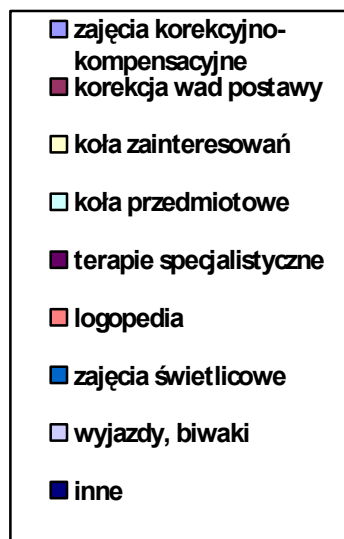 zajęcia korekcyjno-
kompensacyjne
korekcja wad postawy
koła zainteresowań
koła przedmiotowe
terapie specjalistyczne
logopedia
zajęcia świetlicowe
wyjazdy, biwaki
inne